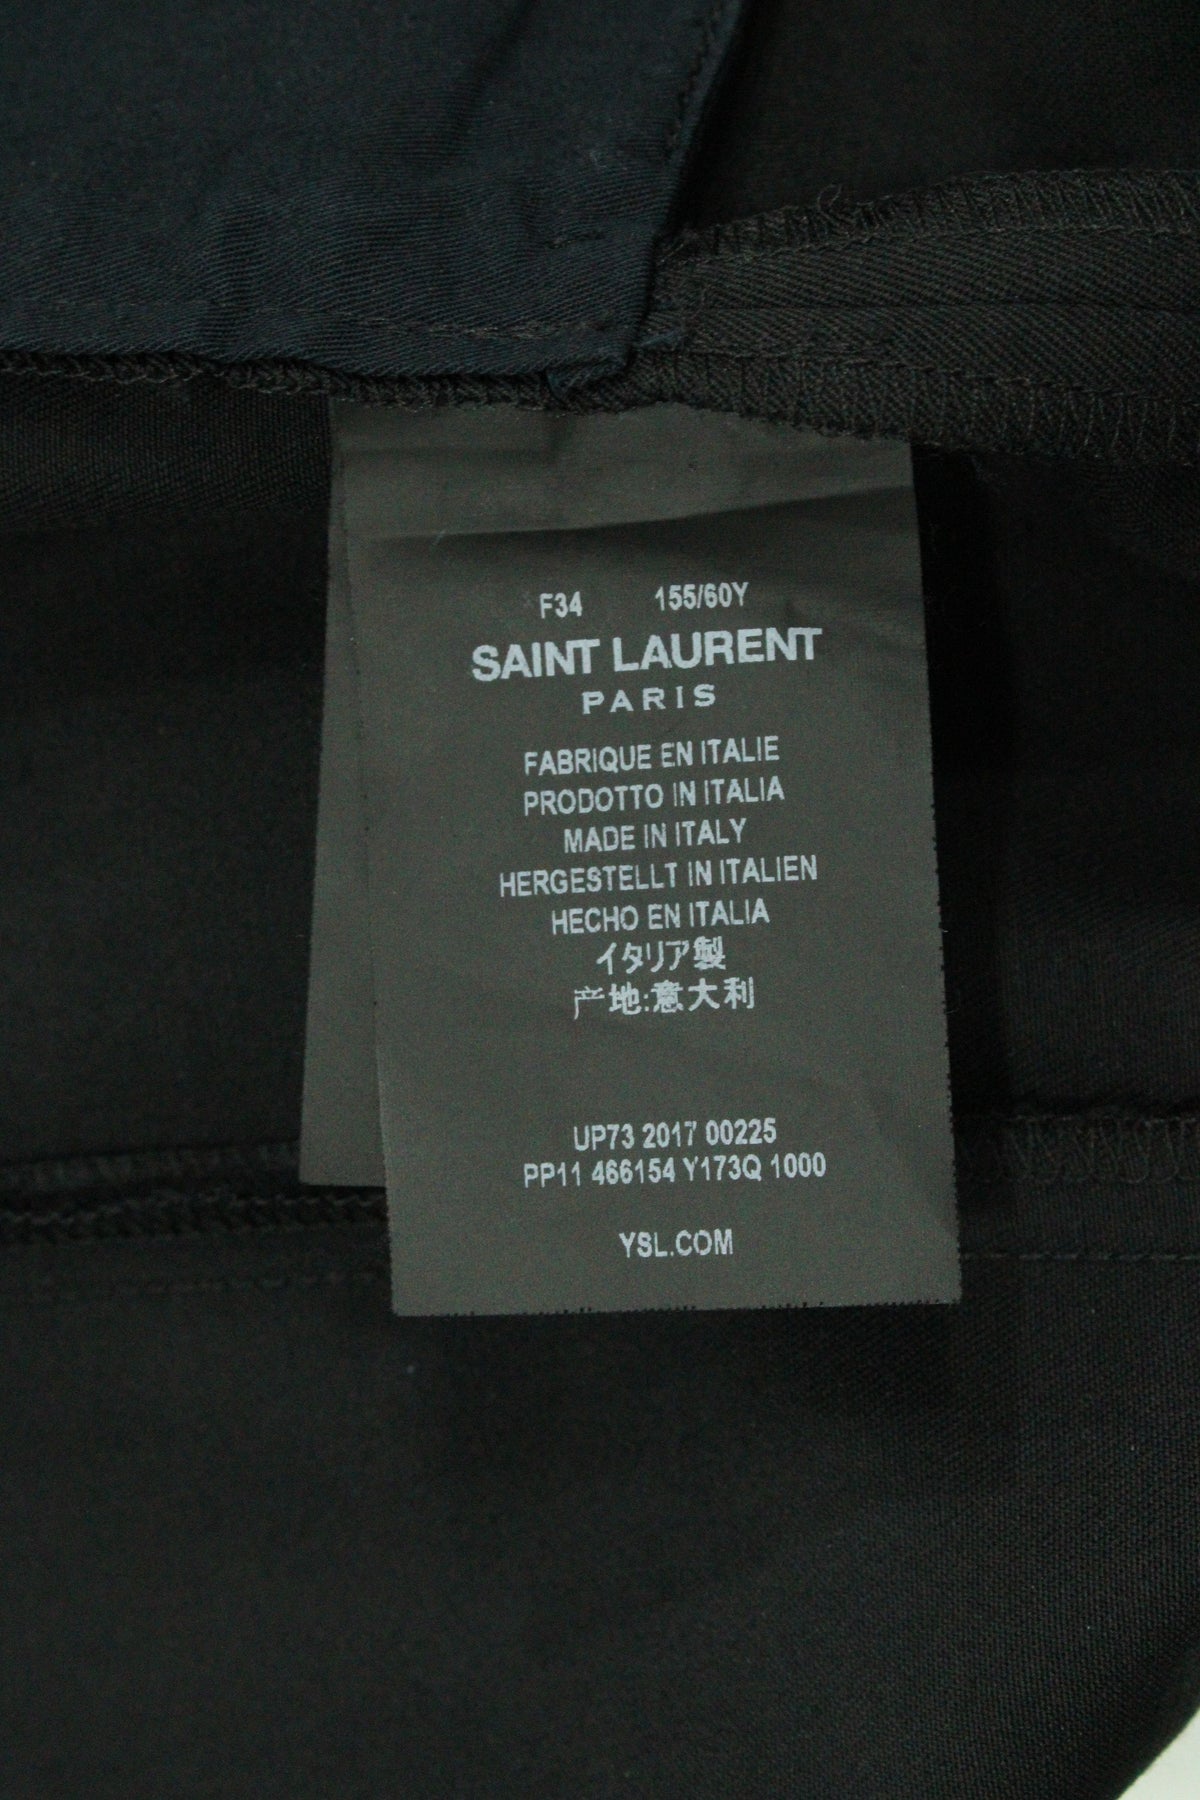 F34 155/60Y
SAINT LAURENT
PARIS
FABRIQUE EN ITALIE
PRODOTTO IN ITALIA
MADE IN ITALY
HERGESTELLT IN ITALIEN
HECHO EN ITALIA
イタリア製
产地:意大利
UP73 2017 00225
PP11 466154 Y173Q 1000
YSL.COM